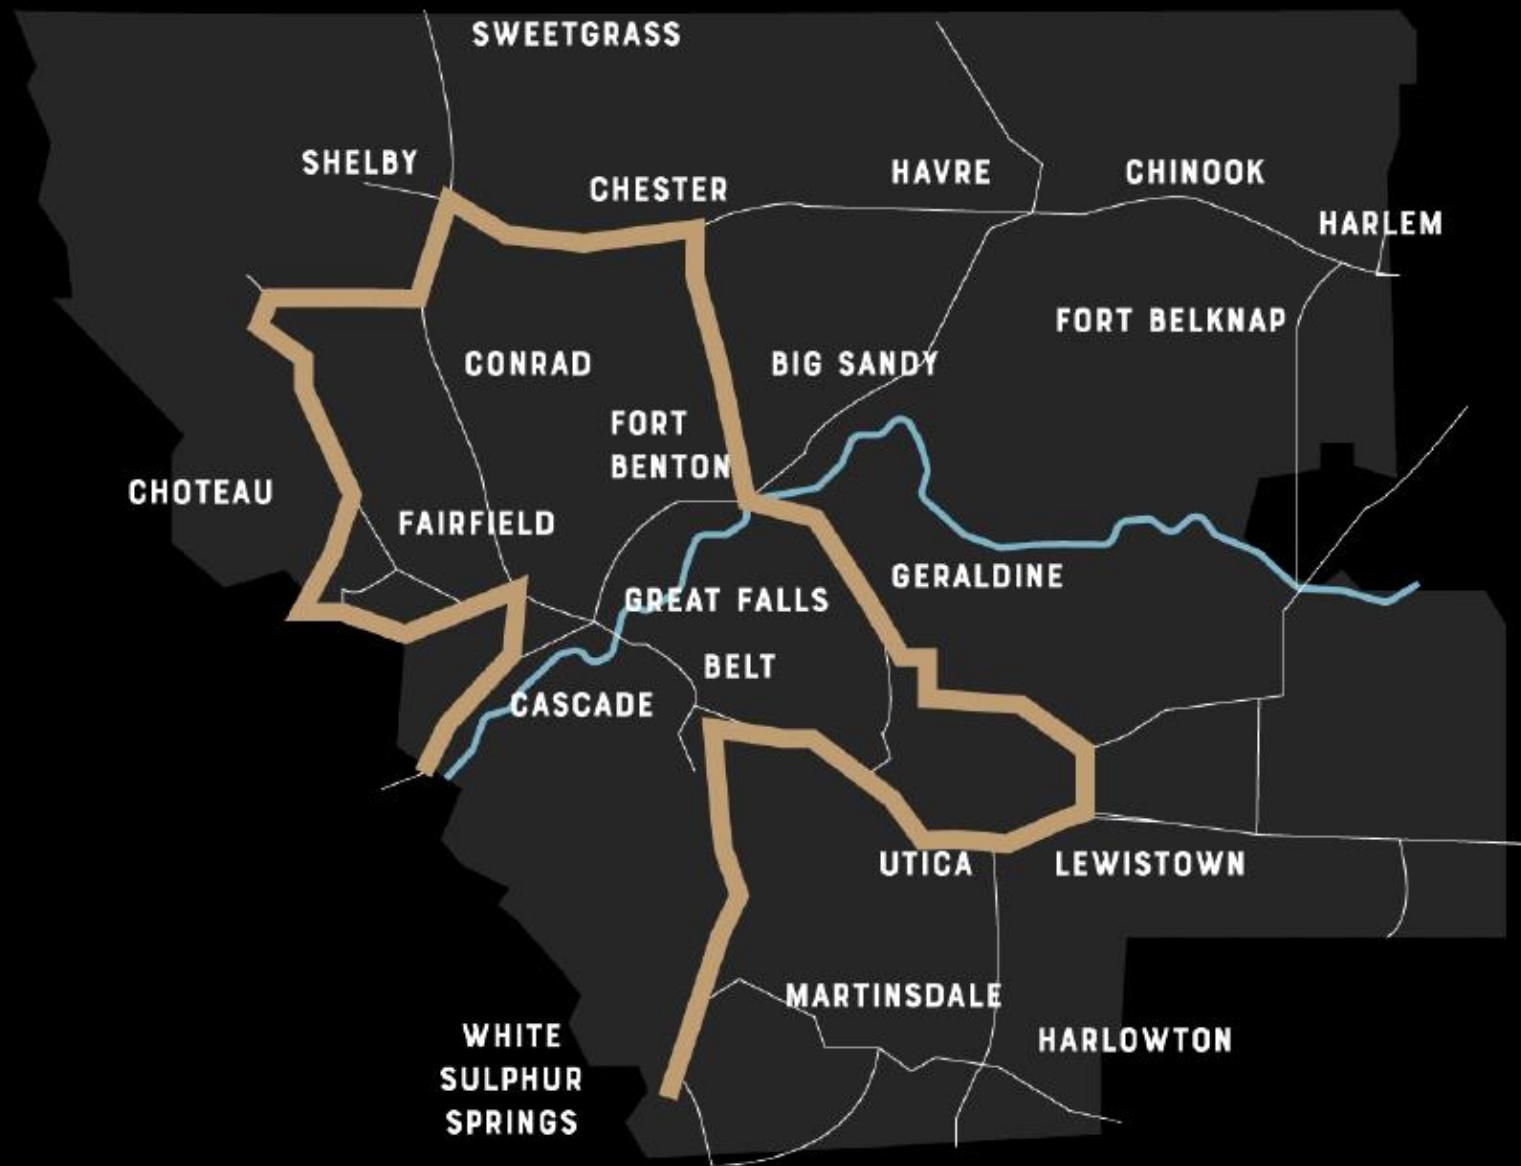 SWEETGRASS
SHELBY
CHESTER
HAVRE
CHINOOK
HARLEM
FORT BELKNAP
CONRAD
BIG SANDY
FORT
BENTON
CHOTEAU
FAIRFIELD
GERALDINE
GREAT FALLS
BELT
CASCADE
UTICA
LEWISTOWN
MARTINSDALE
HARLOWTON
WHITE
SULPHUR
SPRINGS